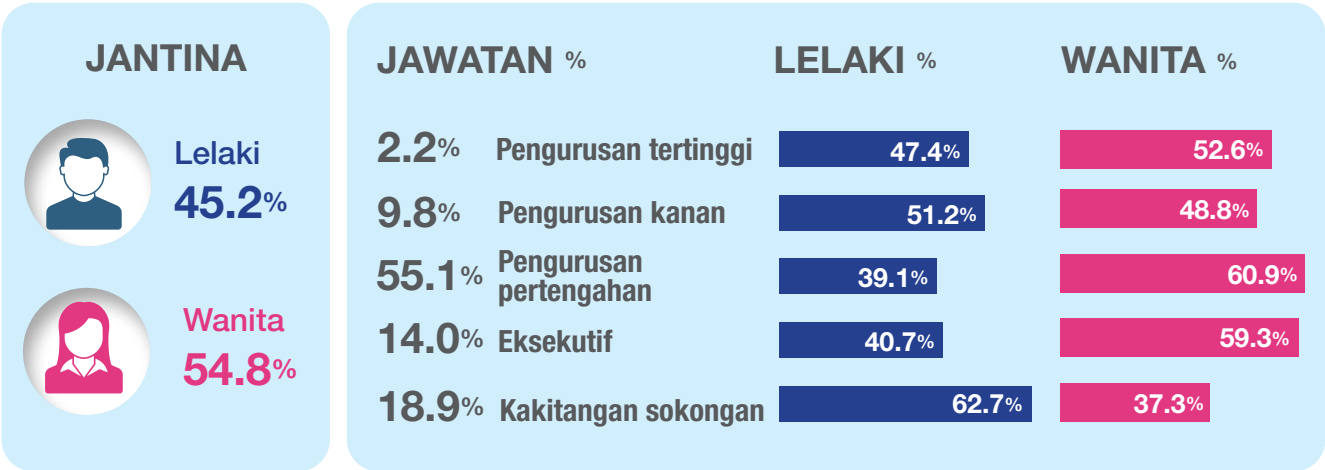 JANTINA
Lelaki
45.2%
Wanita
54.8%
JAWATAN % LELAKI % WANITA %
2.2% Pengurusan tertinggi 47.4% 52.6%
9.8% Pengurusan kanan 51.2% 48.8%
55.1% Pengurusan
pertengahan 39.1% 60.9%
14.0% Eksekutif 40.7% 59.3%
18.9% Kakitangan sokongan 62.7% 37.3%